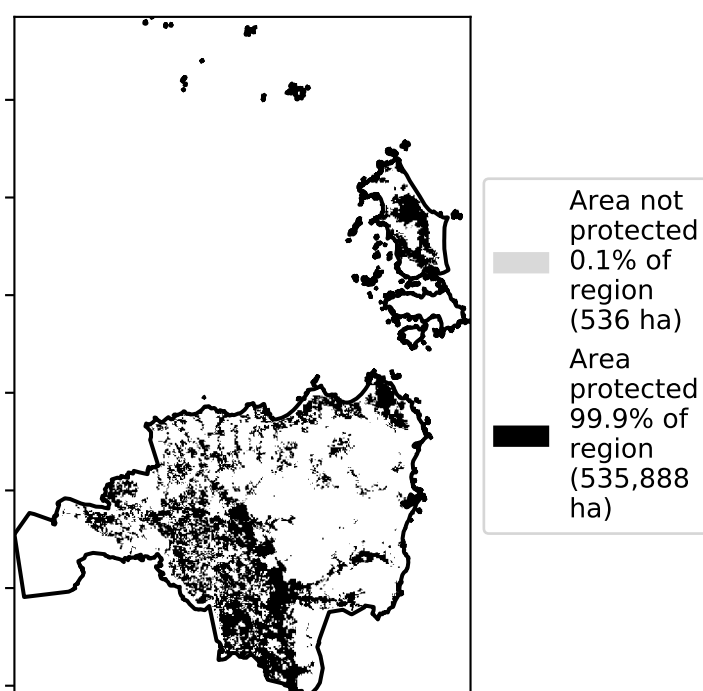 Area not
protected
0.1% of
region
(536 ha)
Area
protected
99.9% of
region
(535,888
ha)